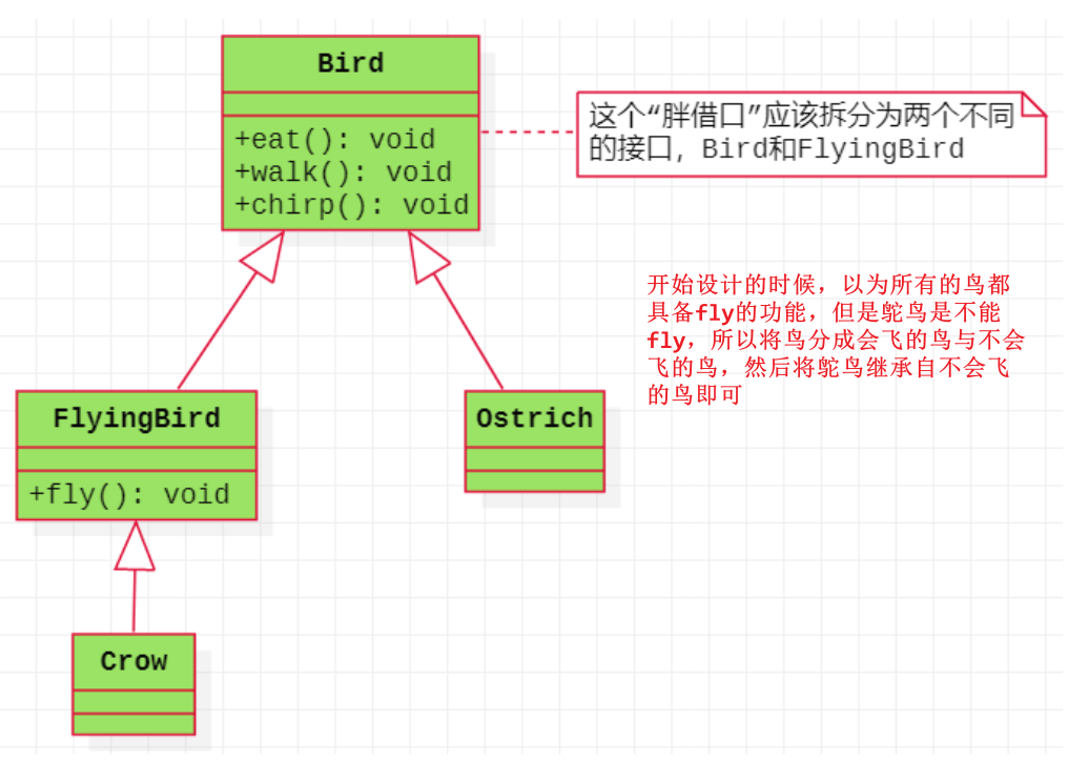 Bird
+eat(): void
+walk(): void
+chirp(): void
这个“胖借口”应该拆分为两个不同
的接口，Bird和FlyingBird
开始设计的时候，以为所有的鸟都
具备fly的功能，但是鸵鸟是不能
fly，所以将鸟分成会飞的鸟与不会
飞的鸟，然后将鸵鸟继承自不会飞
的鸟即可
FlyingBird
+fly(): void
Ostrich
Crow